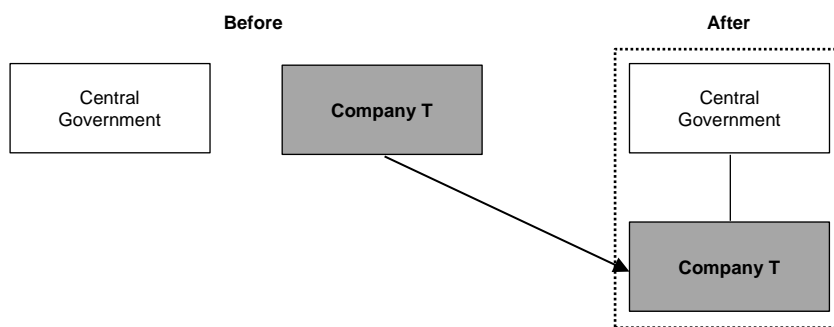 Before
After
Central
Government
Company T
Central
Government
Company T